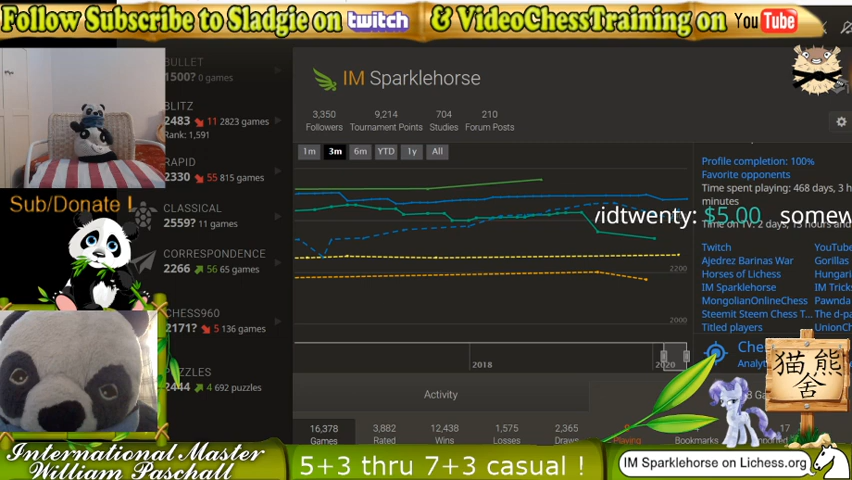 Follow Subscribe to Sladgie on twitch & VideoChessTraining on YouTube
BULLET
1500? 0 games
BLITZ
2483 11 2823 games
Rank: 1,591
RAPID
2330 55 815 games
CLASSICAL
2559? 11 games
CORRESPONDENCE
2266 56 65 games
CHESS960
2171? 5 136 games
PUZZLES
2444 4 692 puzzles
Sub/Donate !
IM Sparklehorse
3,350 Followers
9,214 Tournament Points
704 Studies
210 Forum Posts
1m 3m 6m YTD 1y All
2200
2000
2018
2020
Activity
16,378 Games
3,882 Rated
12,438 Wins
1,575 Losses
2,365 Draws
Playing
Bookmarks
Profile completion: 100%
Favorite opponents
Time spent playing: 468 days, 3 h
minutes
vidtwenty: $5.00 somew
Twitch
YouTube
Ajedrez Barinas War
Gorillas
Horses of Lichess
Hungari
IM Sparklehorse
IM Trick
MongolianOnlineChess
Pawnda
Steemit Steem Chess T...
The d-pa
Titled players
UnionCh
Che
Analy
猫熊
舍
International Master
William Paschall
5+3 thru 7+3 casual !
IM Sparklehorse on Lichess.org